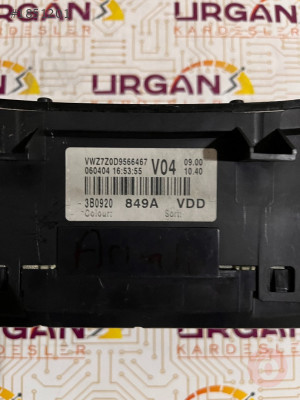 URGAN
KARDEŞLER
VWZ7Z0D9566467 V04 09.00
060404 16:53:55 10.40
3B0920 849A VDD
Colour: Sort:
URGAN
KARDEŞLER